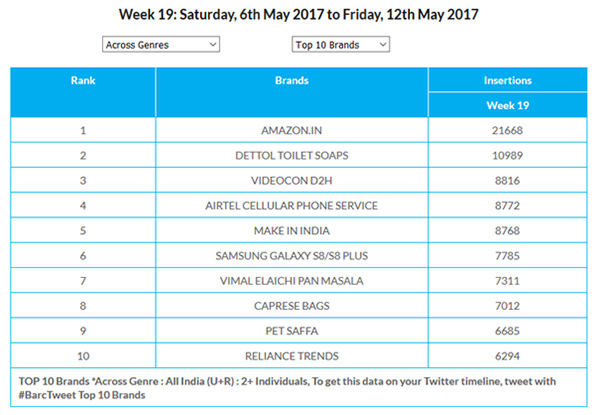 Week 19: Saturday, 6th May 2017 to Friday, 12th May 2017
Across Genres Top 10 Brands
Rank Brands Insertions
Week 19
1 AMAZON.IN 21668
2 DETTOL TOILET SOAPS 10989
3 VIDEOCON D2H 8816
4 AIRTEL CELLULAR PHONE SERVICE 8772
5 MAKE IN INDIA 8768
6 SAMSUNG GALAXY S8/S8 PLUS 7785
7 VIMAL ELAICHI PAN MASALA 7311
8 CAPRESE BAGS 7012
9 PET SAFFA 6685
10 RELIANCE TRENDS 6294
TOP 10 Brands *Across Genre : All India (U+R) : 2+ Individuals, To get this data on your Twitter timeline, tweet with
#BarcTweet Top 10 Brands